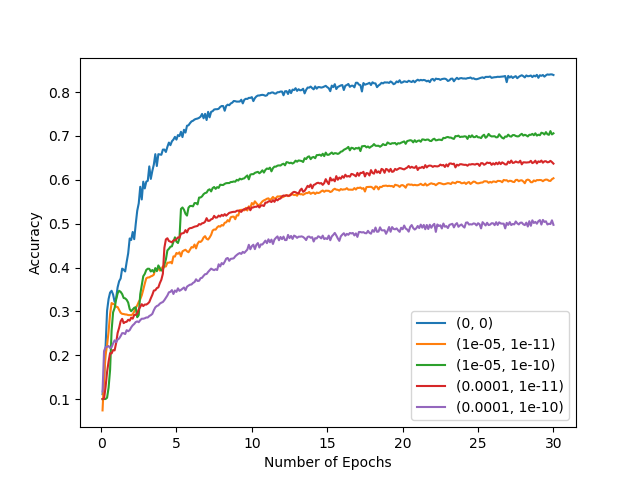 Accuracy
0.8
0.7
0.6
0.5
0.4
0.3
0.2
0.1
0 5 10 15 20 25 30
Number of Epochs
(0, 0)
(1e-05, 1e-11)
(1e-05, 1e-10)
(0.0001, 1e-11)
(0.0001, 1e-10)